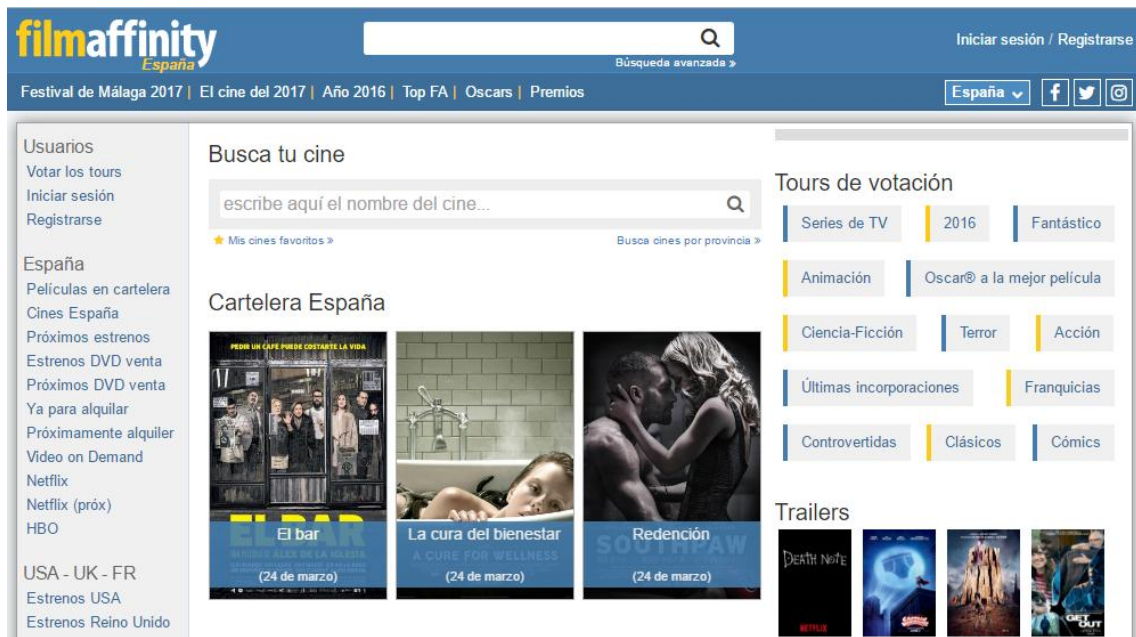 filmaffinity
España
Búsqueda avanzada »
Iniciar sesión / Registrarse
Festival de Málaga 2017 | El cine del 2017 | Año 2016 | Top FA | Oscars | Premios
España
Usuarios
Votar los tours
Iniciar sesión
Registrarse
España
Películas en cartelera
Cines España
Próximos estrenos
Estrenos DVD venta
Próximos DVD venta
Ya para alquilar
Próximamente alquiler
Video on Demand
Netflix
Netflix (próx)
HBO
USA - UK - FR
Estrenos USA
Estrenos Reino Unido
Busca tu cine
escribe aquí el nombre del cine...
Mis cines favoritos »
Busca cines por provincia »
Cartelera España
PEDIR UN CAFÉ PUEDE COSTARTE LA VIDA
EL BAR
El bar
(24 de marzo)
La cura del bienestar
A CURE FOR WELLNESS
(24 de marzo)
Redención
SOUTHPAW
(24 de marzo)
Tours de votación
Series de TV
2016
Fantástico
Animación
Oscar® a la mejor película
Ciencia-Ficción
Terror
Acción
Últimas incorporaciones
Franquicias
Controvertidas
Clásicos
Cómics
Trailers
DEATH NOTE
NETFLIX
GET OUT